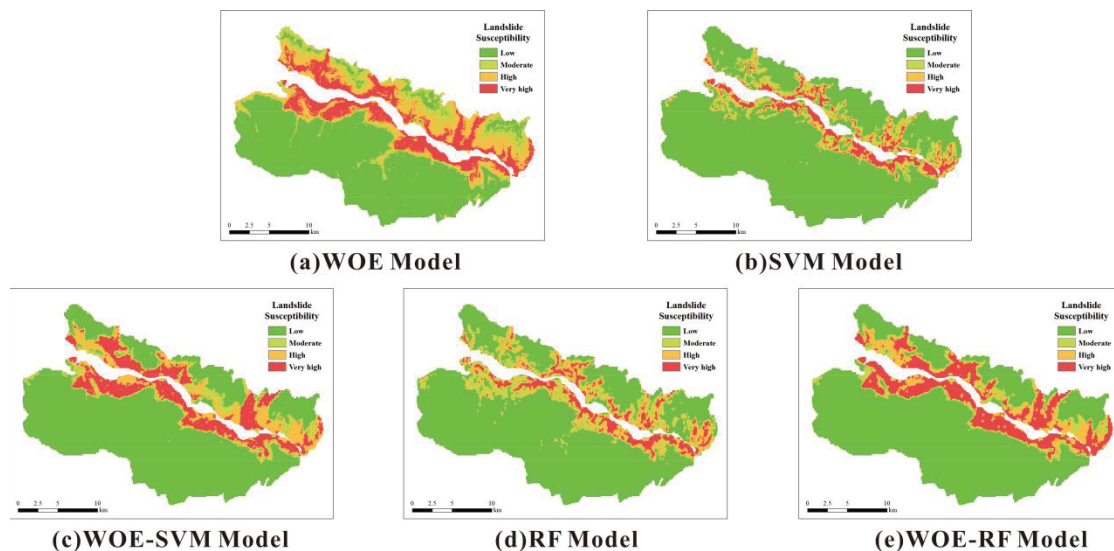 Landslide
Susceptibility
Low
Moderate
High
Very high
0 2.5 5 10
km
(a)WOE Model
Landslide
Susceptibility
Low
Moderate
High
Very high
0 2.5 5 10
km
(b)SVM Model
Landslide
Susceptibility
Low
Moderate
High
Very high
0 2.5 5 10
km
(c)WOE-SVM Model
Landslide
Susceptibility
Low
Moderate
High
Very high
0 2.5 5 10
km
(d)RF Model
Landslide
Susceptibility
Low
Moderate
High
Very high
0 2.5 5 10
km
(e)WOE-RF Model